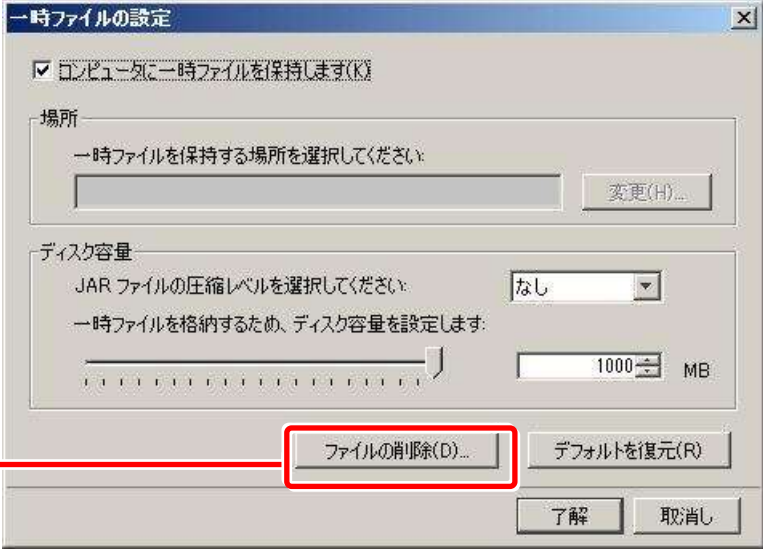 一時ファイルの設定
コンピュータに一時ファイルを保持します(K)
場所
一時ファイルを保持する場所を選択してください:
変更(H)...
ディスク容量
JAR ファイルの圧縮レベルを選択してください: なし
一時ファイルを格納するため、ディスク容量を設定します:
1000 MB
ファイルの削除(D)... デフォルトを復元(R)
了解 取消し